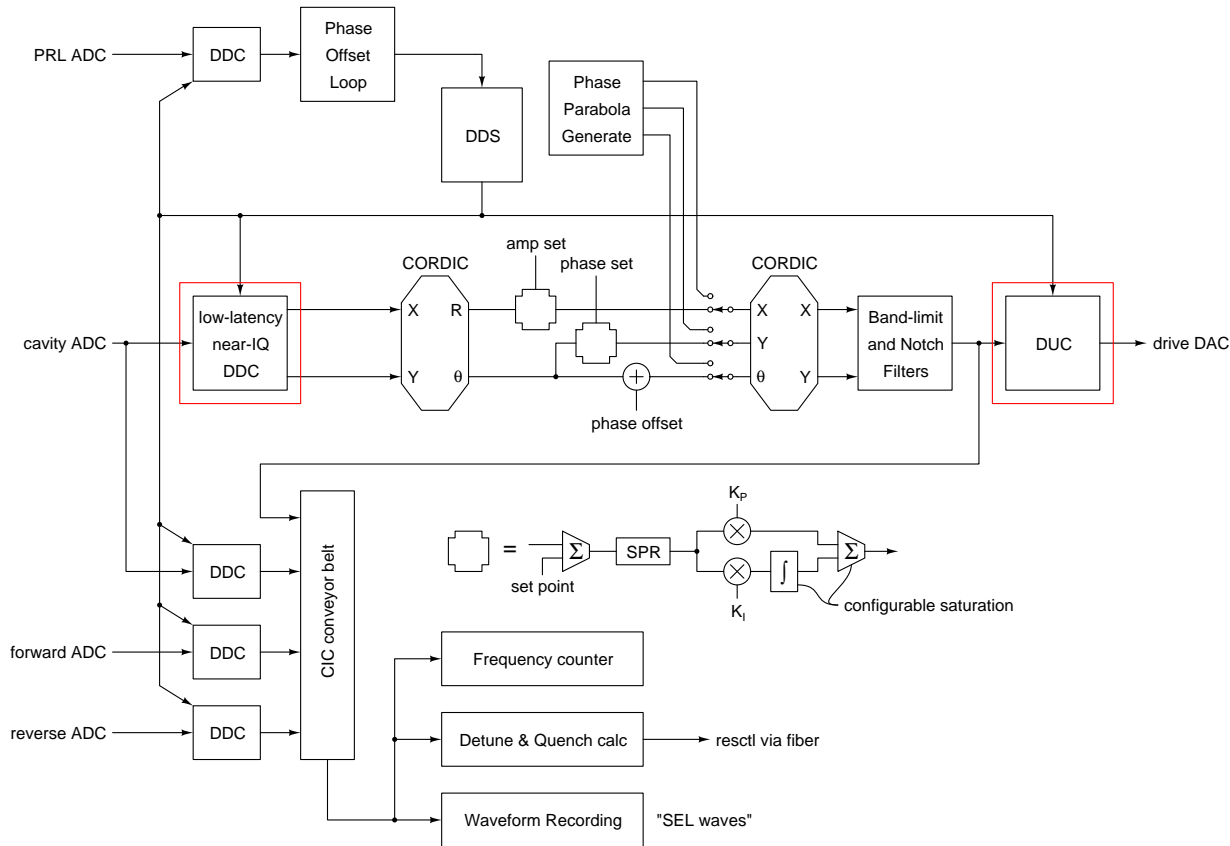 PRL ADC
DDC
Phase
Offset
Loop
DDS
Phase
Parabola
Generate
amp set
phase set
CORDIC
CORDIC
cavity ADC
low-latency
near-IQ
DDC
X
R
Y
θ
phase offset
X
Y
θ
X
Y
Band-limit
and Notch
Filters
DUC
drive DAC
DDC
forward ADC
DDC
reverse ADC
DDC
CIC conveyor belt
=
Σ
set point
SPR
K_P
K_I
∫
Σ
configurable saturation
Frequency counter
Detune & Quench calc
resctl via fiber
Waveform Recording
"SEL waves"